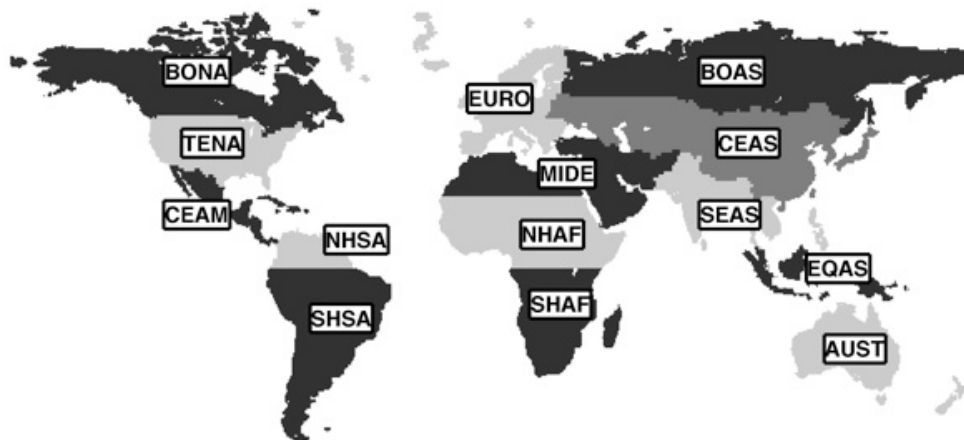 BONA
BOAS
EURO
TENA
CEAS
MIDE
CEAM
SEAS
NHSA
NHAF
EQAS
SHSA
SHAF
AUST